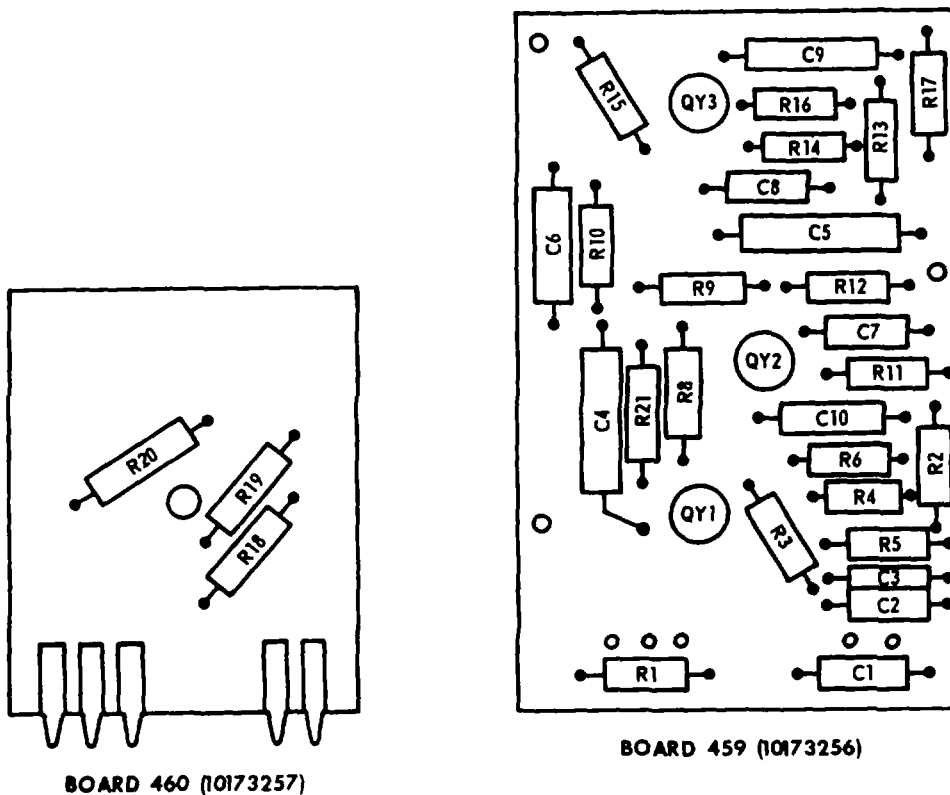 R20
R19
R18
BOARD 460 (10173257)
C9
R15
QY3
R16
R17
R13
R14
C8
C6
R10
C5
R9
R12
C7
QY2
R11
C4
R21
R8
C10
R6
R2
R4
QY1
R3
R5
C3
C2
R1
C1
BOARD 459 (10173256)